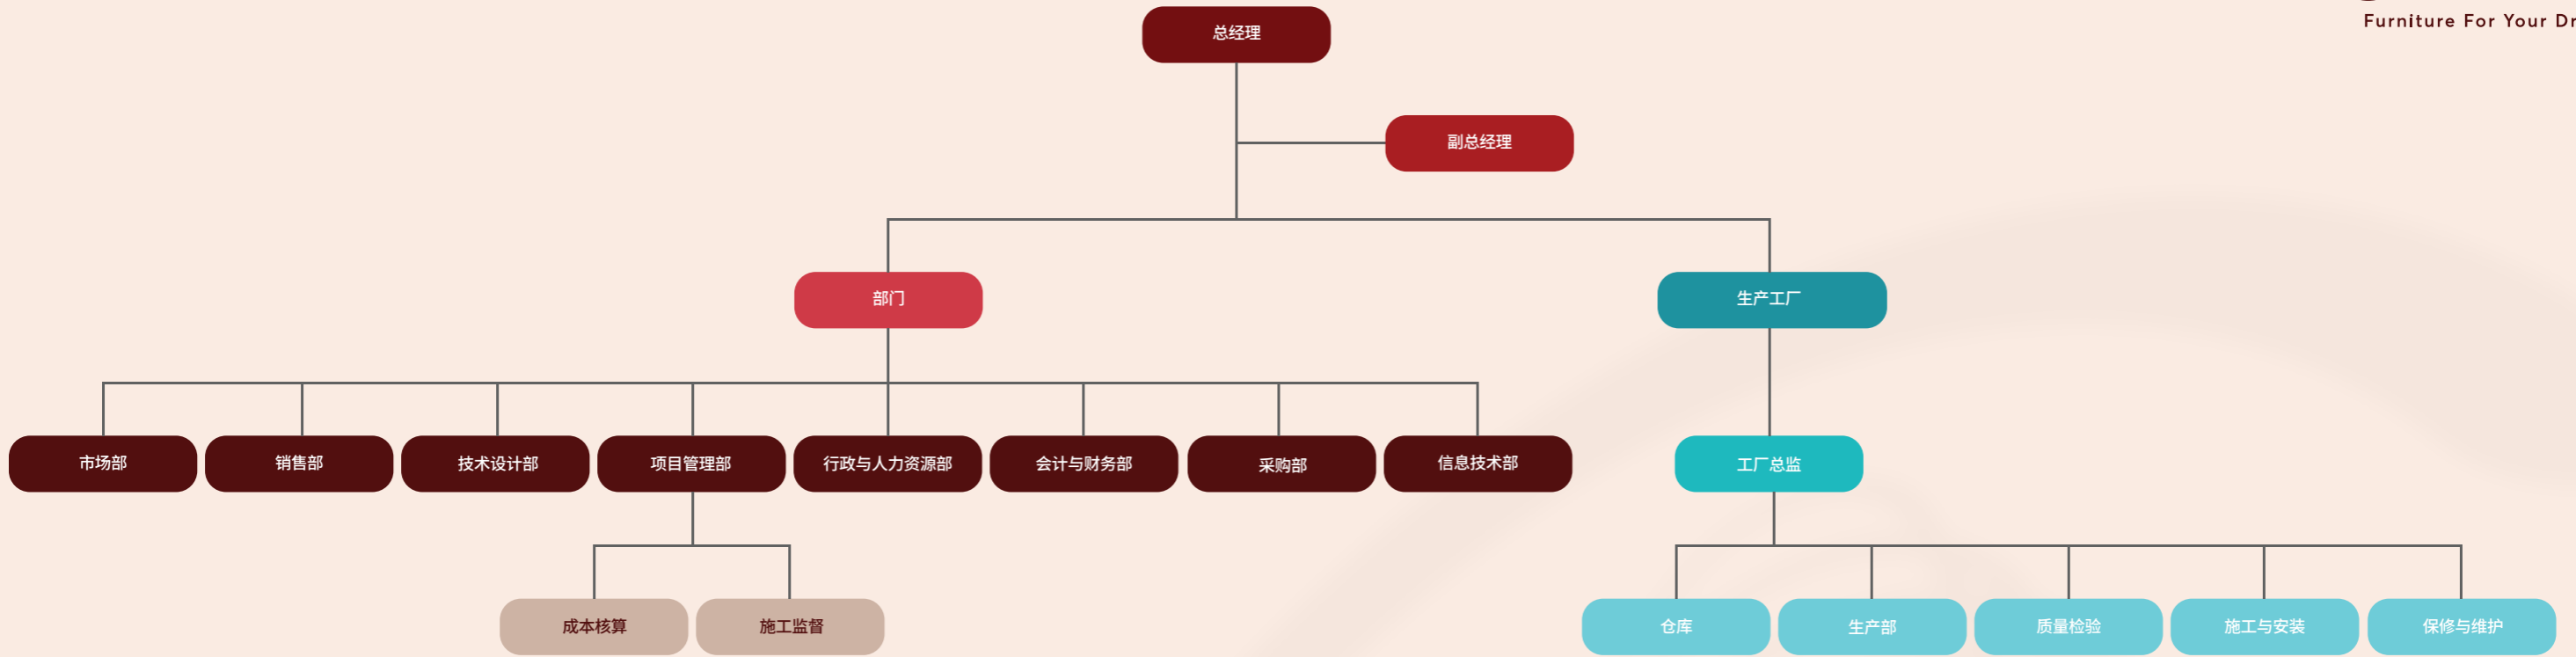 Furniture For Your Dr
总经理
副总经理
部门
生产工厂
市场部
销售部
技术设计部
项目管理部
行政与人力资源部
会计与财务部
采购部
信息技术部
工厂总监
成本核算
施工监督
仓库
生产部
质量检验
施工与安装
保修与维护